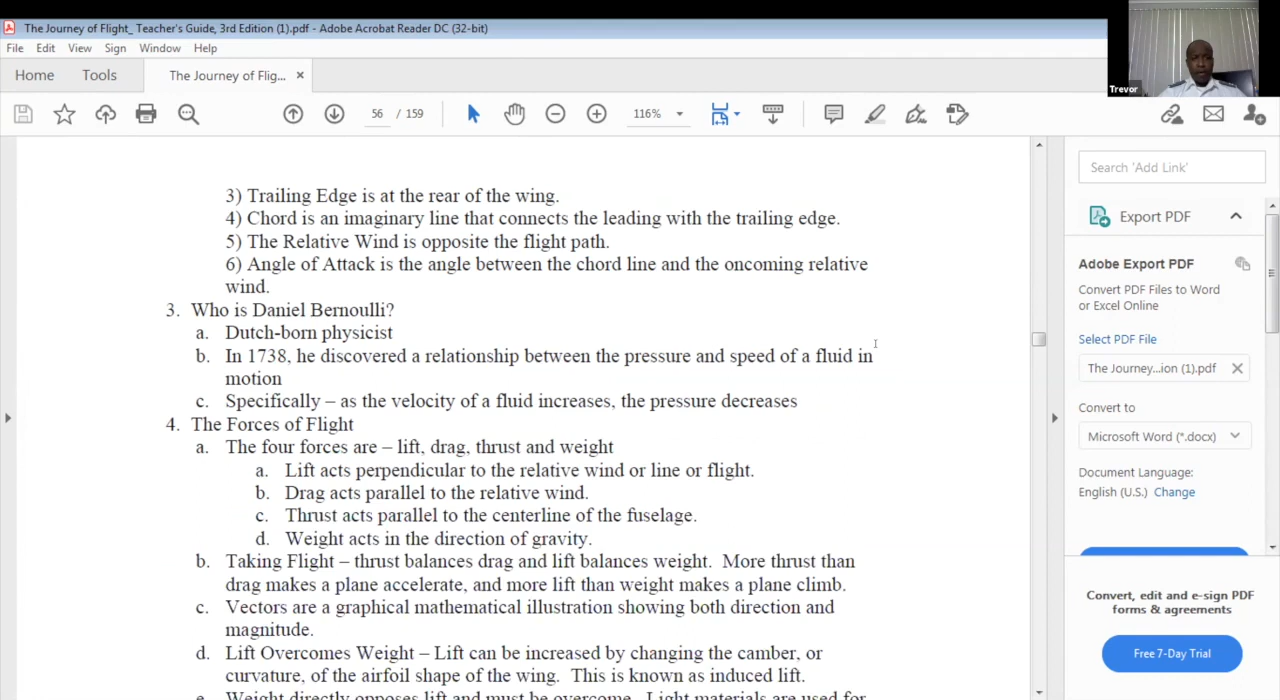 The Journey of Flight_ Teacher's Guide, 3rd Edition (1).pdf - Adobe Acrobat Reader DC (32-bit)
File Edit View Sign Window Help
Home Tools The Journey of Flig... ×
56 / 159 116%
Trevor
3) Trailing Edge is at the rear of the wing.
4) Chord is an imaginary line that connects the leading with the trailing edge.
5) The Relative Wind is opposite the flight path.
6) Angle of Attack is the angle between the chord line and the oncoming relative
wind.
3. Who is Daniel Bernoulli?
a. Dutch-born physicist
b. In 1738, he discovered a relationship between the pressure and speed of a fluid in
motion
c. Specifically – as the velocity of a fluid increases, the pressure decreases
4. The Forces of Flight
a. The four forces are – lift, drag, thrust and weight
a. Lift acts perpendicular to the relative wind or line or flight.
b. Drag acts parallel to the relative wind.
c. Thrust acts parallel to the centerline of the fuselage.
d. Weight acts in the direction of gravity.
b. Taking Flight – thrust balances drag and lift balances weight. More thrust than
drag makes a plane accelerate, and more lift than weight makes a plane climb.
c. Vectors are a graphical mathematical illustration showing both direction and
magnitude.
d. Lift Overcomes Weight – Lift can be increased by changing the camber, or
curvature, of the airfoil shape of the wing. This is known as induced lift.
e. Weight directly opposes lift and must be overcome. Light materials are used for
Search 'Add Link'
Export PDF
Adobe Export PDF
Convert PDF Files to Word
or Excel Online
Select PDF File
The Journey...ion (1).pdf ×
Convert to
Microsoft Word (*.docx)
Document Language:
English (U.S.) Change
Convert, edit and e-sign PDF
forms & agreements
Free 7-Day Trial